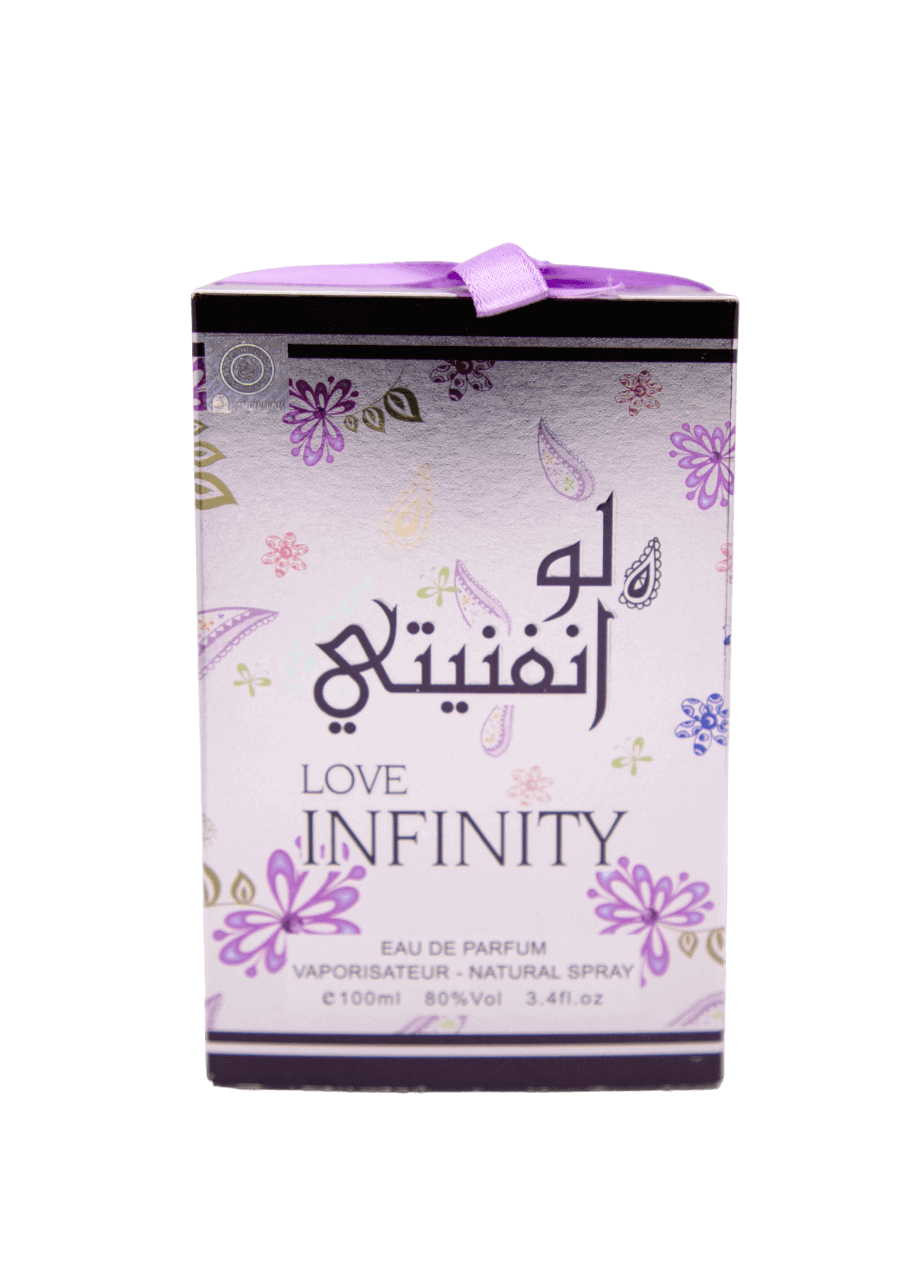 لو
انفنيتي
LOVE
INFINITY
EAU DE PARFUM
VAPORISATEUR - NATURAL SPRAY
℮100ml 80%Vol 3.4fl.oz